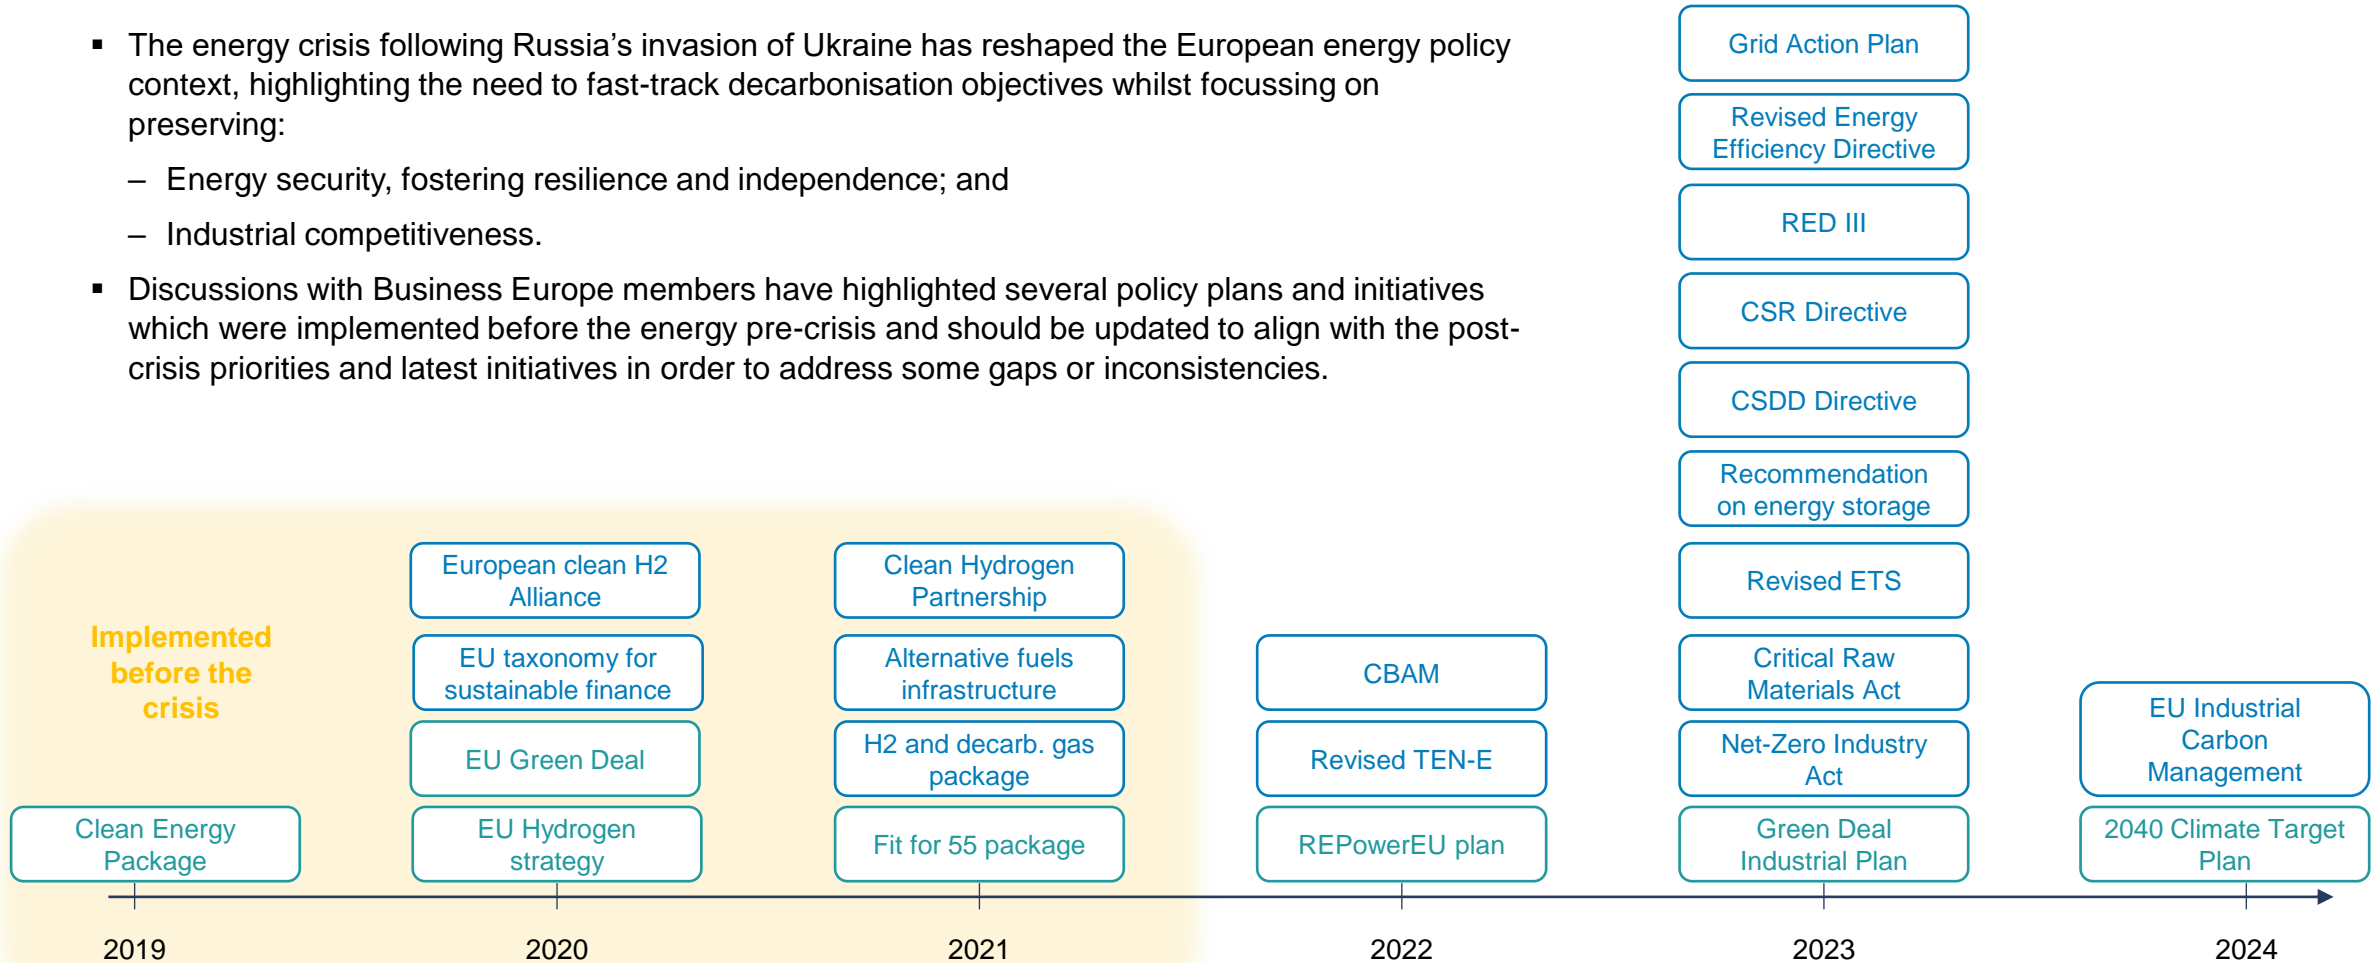 ▪ The energy crisis following Russia’s invasion of Ukraine has reshaped the European energy policy
context, highlighting the need to fast-track decarbonisation objectives whilst focussing on
preserving:
– Energy security, fostering resilience and independence; and
– Industrial competitiveness.
▪ Discussions with Business Europe members have highlighted several policy plans and initiatives
which were implemented before the energy pre-crisis and should be updated to align with the post-
crisis priorities and latest initiatives in order to address some gaps or inconsistencies.
Implemented
before the
crisis
Clean Energy
Package
European clean H2
Alliance
EU taxonomy for
sustainable finance
EU Green Deal
EU Hydrogen
strategy
Clean Hydrogen
Partnership
Alternative fuels
infrastructure
H2 and decarb. gas
package
Fit for 55 package
CBAM
Revised TEN-E
REPowerEU plan
Grid Action Plan
Revised Energy
Efficiency Directive
RED III
CSR Directive
CSDD Directive
Recommendation
on energy storage
Revised ETS
Critical Raw
Materials Act
Net-Zero Industry
Act
Green Deal
Industrial Plan
EU Industrial
Carbon
Management
2040 Climate Target
Plan
2019
2020
2021
2022
2023
2024